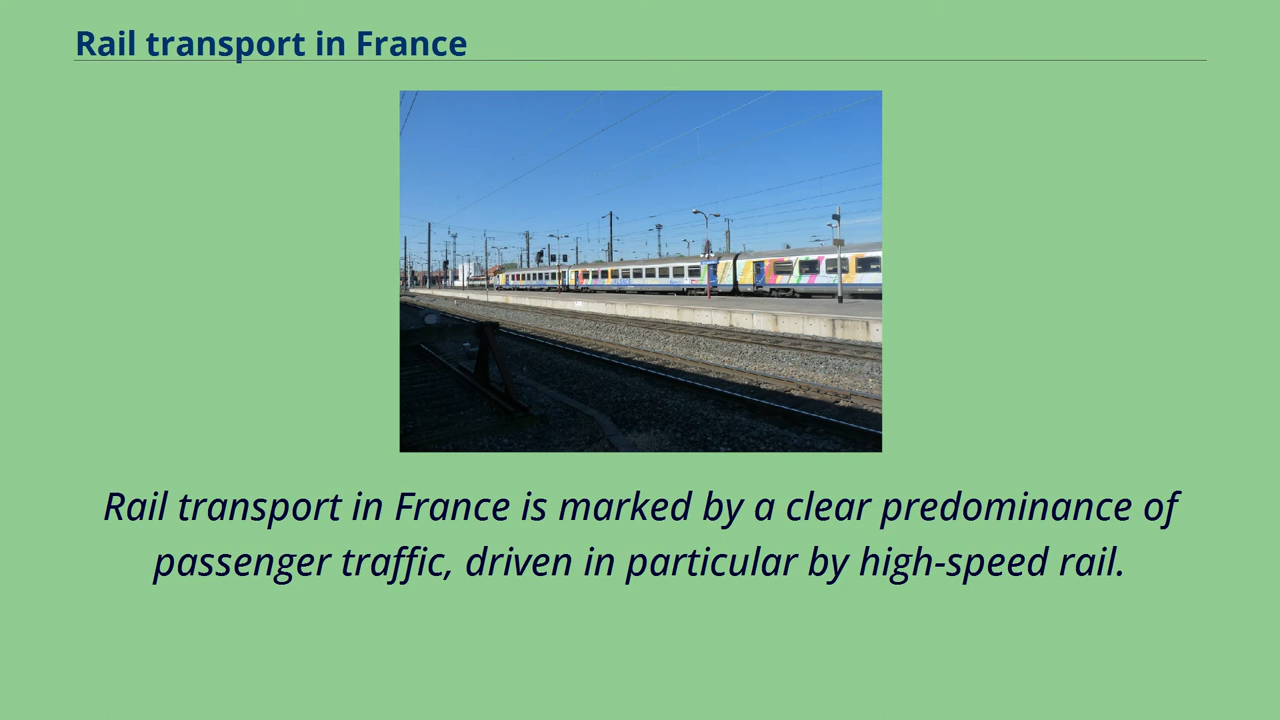 Rail transport in France
Rail transport in France is marked by a clear predominance of
passenger traffic, driven in particular by high-speed rail.